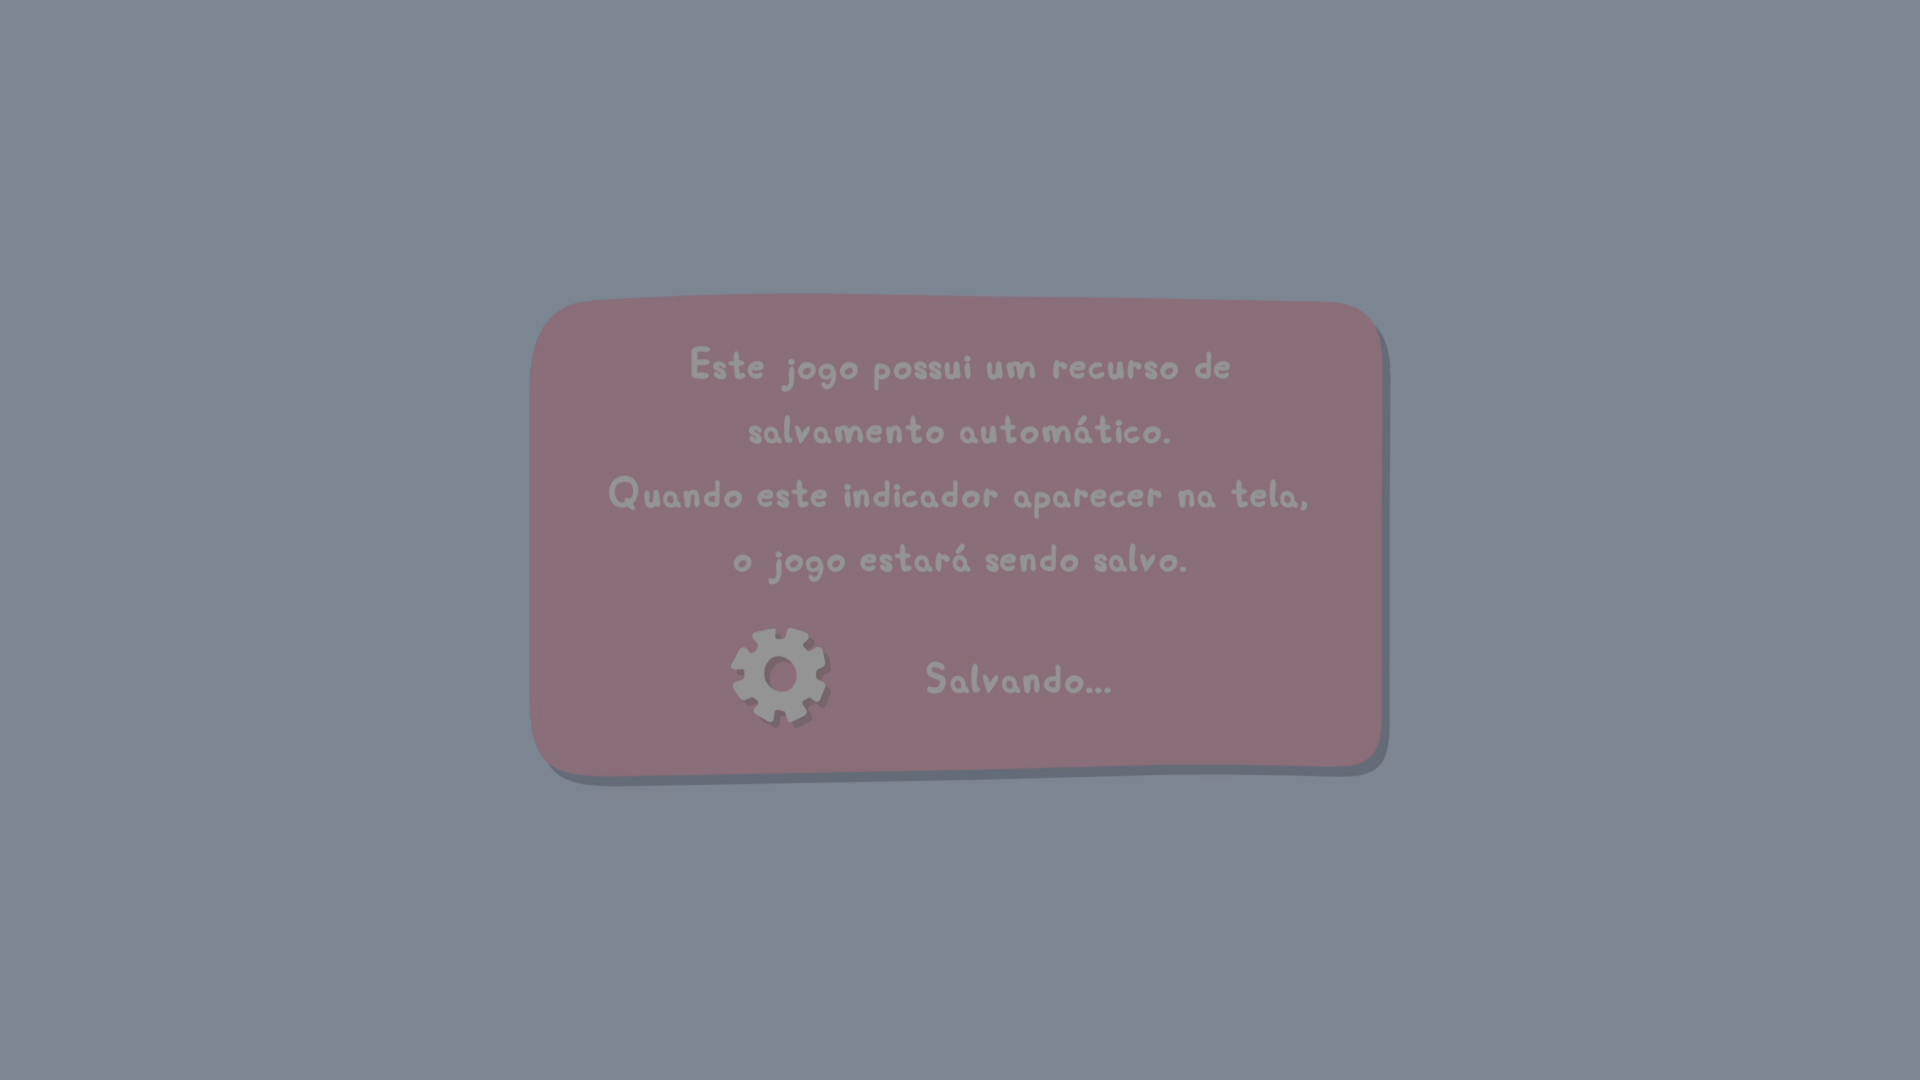 Este jogo possui um recurso de
salvamento automático.
Quando este indicador aparecer na tela,
o jogo estará sendo salvo.
Salvando...